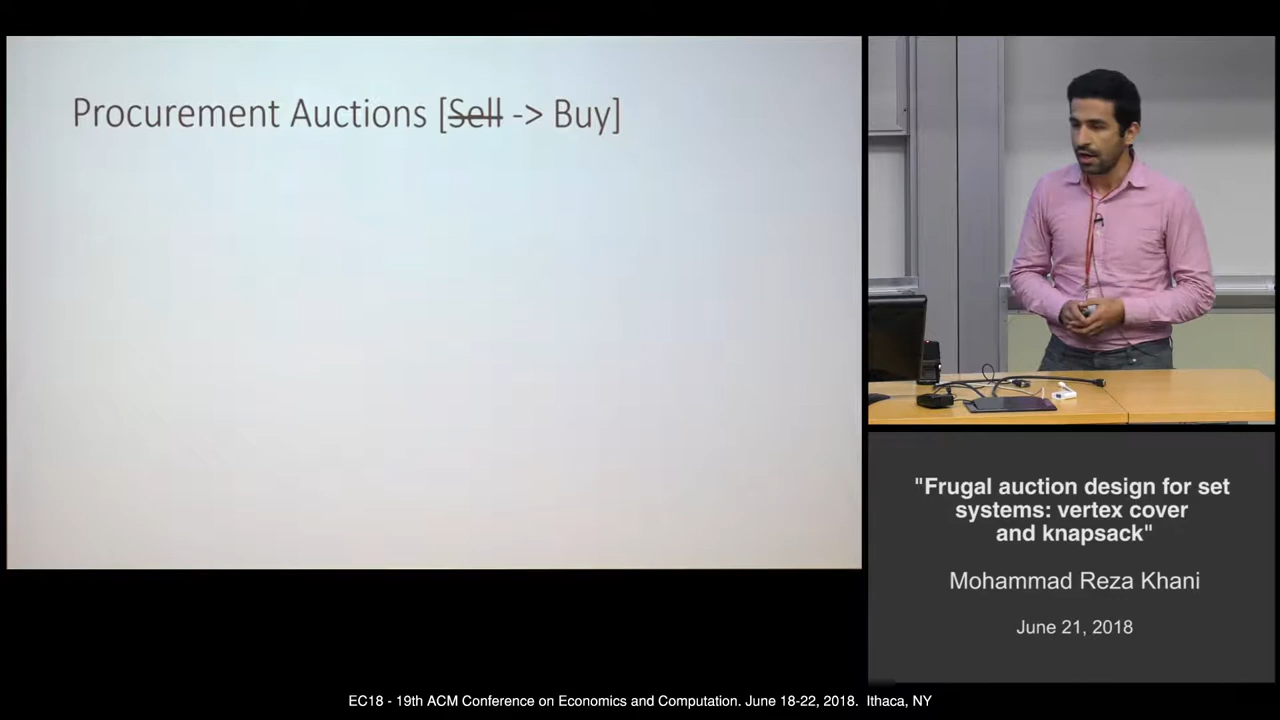 Procurement Auctions [Sell -> Buy]
"Frugal auction design for set
systems: vertex cover
and knapsack"
Mohammad Reza Khani
June 21, 2018
EC18 - 19th ACM Conference on Economics and Computation. June 18-22, 2018.  Ithaca, NY